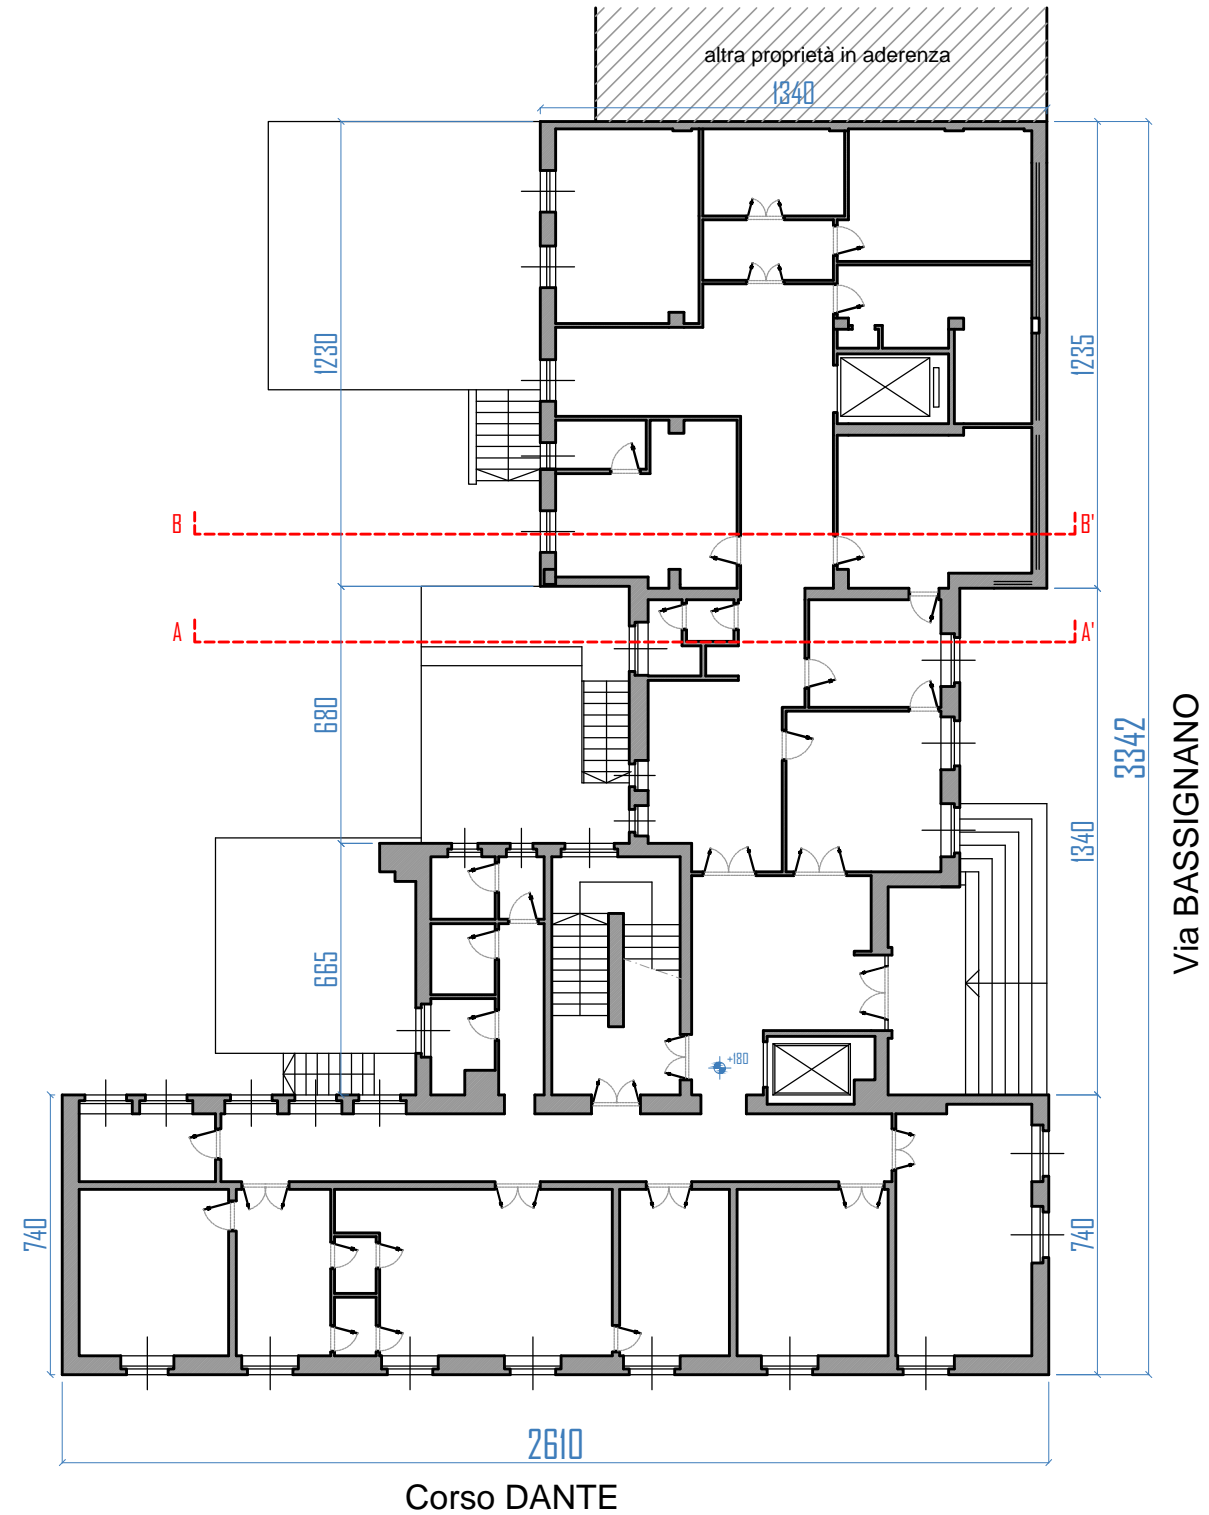 altra proprietà in aderenza
1340
1230
1235
B
B'
A
A'
680
3342
Via BASSIGNANO
1340
665
+180
740
740
2610
Corso DANTE